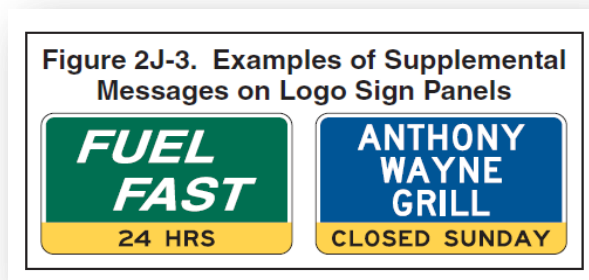 Figure 2J-3. Examples of Supplemental
Messages on Logo Sign Panels
FUEL
FAST
24 HRS
ANTHONY
WAYNE
GRILL
CLOSED SUNDAY